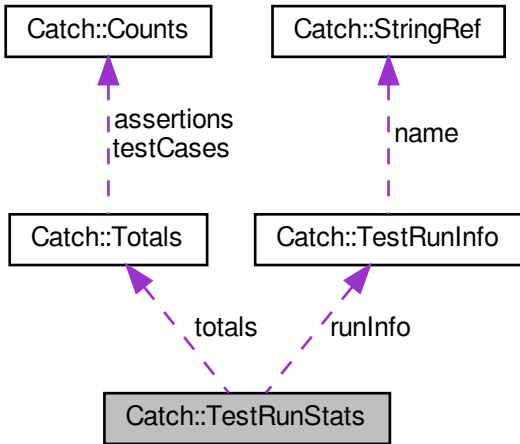 Catch::Counts
Catch::StringRef
assertions
testCases
name
Catch::Totals
Catch::TestRunInfo
totals
runInfo
Catch::TestRunStats